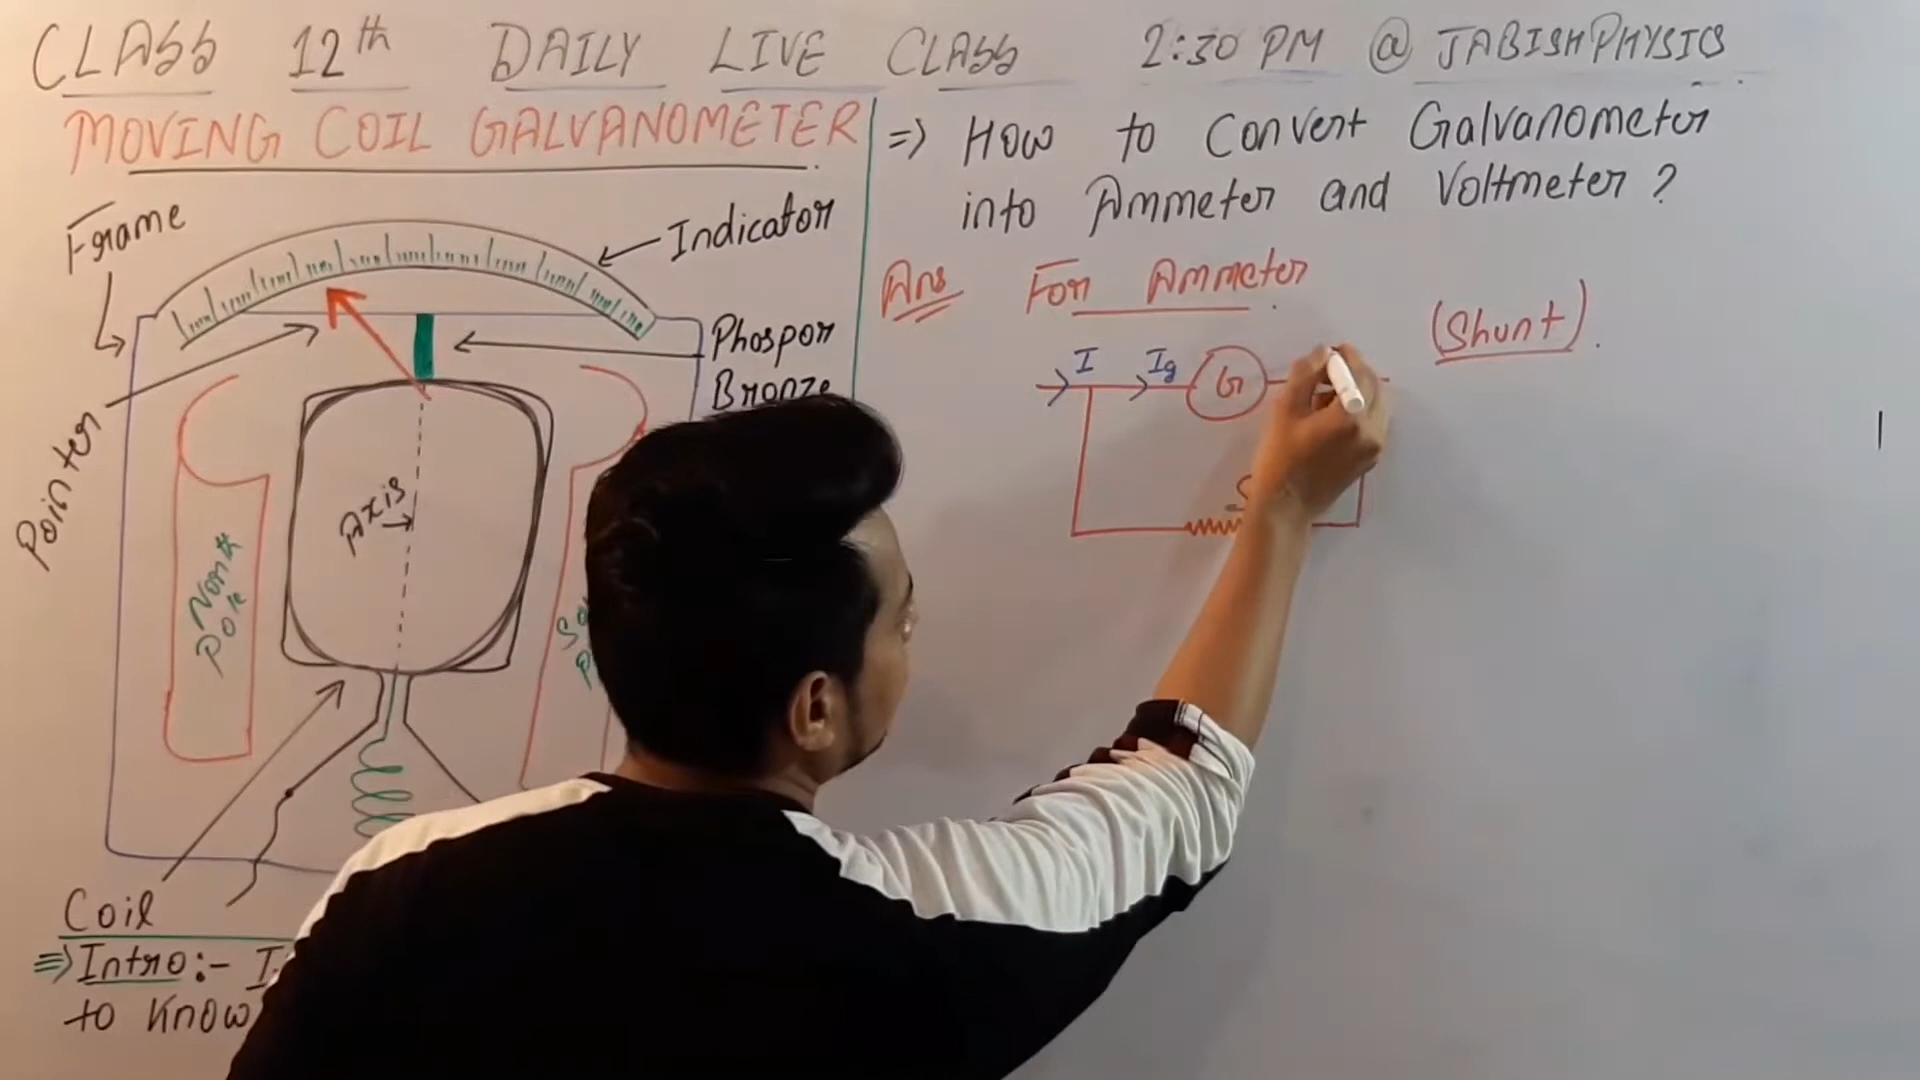 CLASS 12th DAILY LIVE CLASS 2:30 PM @ JABISHPHYSICS
MOVING COIL GALVANOMETER
Frame
Indicator
Phospor
Bronze
Pointer
Axis
North
Pole
Coil
=> Intro:-
to know
=> How to Convert Galvanometer
into Ammeter and Voltmeter?
Ans For Ammeter
(Shunt).
I Ig G
S